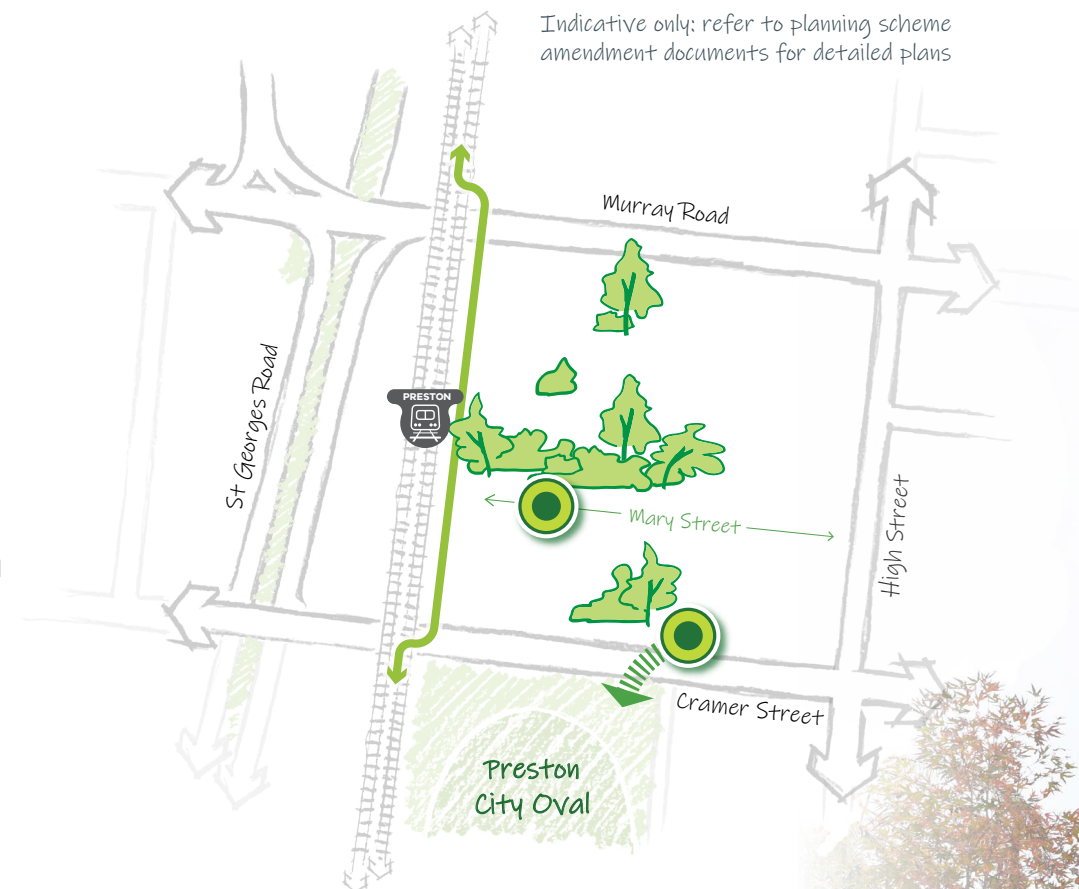 Indicative only: refer to planning scheme
amendment documents for detailed plans
Murray Road
St Georges Road
PRESTON
Mary Street
High Street
Cramer Street
Preston
City Oval